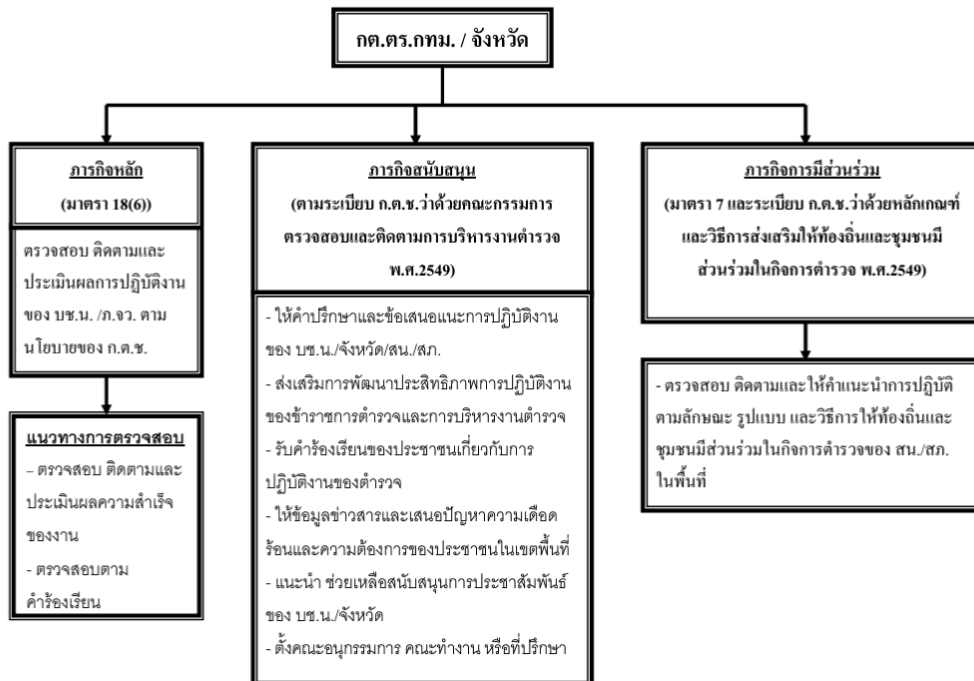 กต.ตร.กทม. / จังหวัด
ภารกิจหลัก
(มาตรา 18(6))
ตรวจสอบ ติดตามและ
ประเมินผลการปฏิบัติงาน
ของ บช.น. /ภ.จว. ตาม
นโยบายของ ก.ต.ช.
แนวทางการตรวจสอบ
– ตรวจสอบ ติดตามและ
ประเมินผลความสำเร็จ
ของงาน
- ตรวจสอบตาม
คำร้องเรียน
ภารกิจสนับสนุน
(ตามระเบียบ ก.ต.ช.ว่าด้วยคณะกรรมการ
ตรวจสอบและติดตามการบริหารงานตำรวจ
พ.ศ.2549)
- ให้คำปรึกษาและข้อเสนอแนะการปฏิบัติงาน
ของ บช.น./จังหวัด/สน./สภ.
- ส่งเสริมการพัฒนาประสิทธิภาพการปฏิบัติงาน
ของข้าราชการตำรวจและการบริหารงานตำรวจ
- รับคำร้องเรียนของประชาชนเกี่ยวกับการ
ปฏิบัติงานของตำรวจ
- ให้ข้อมูลข่าวสารและเสนอปัญหาความเดือด
ร้อนและความต้องการของประชาชนในเขตพื้นที่
- แนะนำ ช่วยเหลือสนับสนุนการประชาสัมพันธ์
ของ บช.น./จังหวัด
- ตั้งคณะอนุกรรมการ คณะทำงาน หรือที่ปรึกษา
ภารกิจการมีส่วนร่วม
(มาตรา 7 และระเบียบ ก.ต.ช.ว่าด้วยหลักเกณฑ์
และวิธีการส่งเสริมให้ท้องถิ่นและชุมชนมี
ส่วนร่วมในกิจการตำรวจ พ.ศ.2549)
- ตรวจสอบ ติดตามและให้คำแนะนำการปฏิบัติ
ตามลักษณะ รูปแบบ และวิธีการให้ท้องถิ่นและ
ชุมชนมีส่วนร่วมในกิจการตำรวจของ สน./สภ.
ในพื้นที่